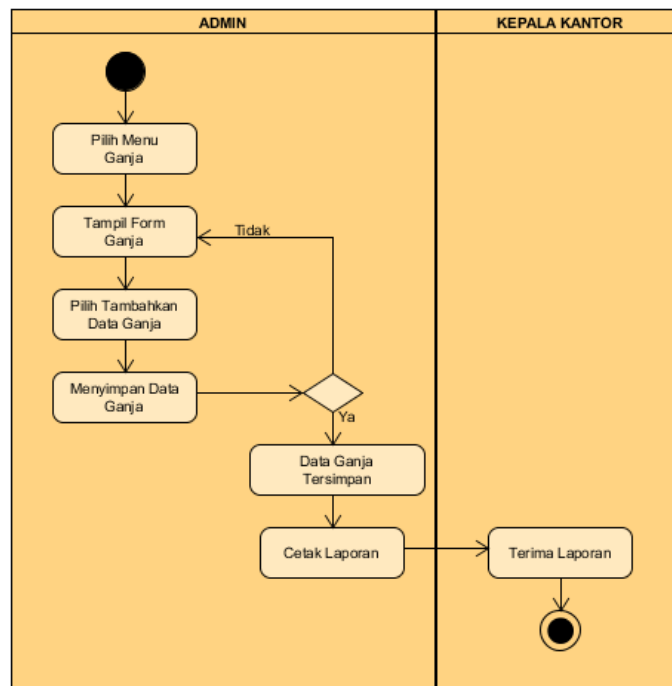 ADMIN
KEPALA KANTOR
Pilih Menu
Ganja
Tampil Form
Ganja
Tidak
Pilih Tambahkan
Data Ganja
Menyimpan Data
Ganja
Ya
Data Ganja
Tersimpan
Cetak Laporan
Terima Laporan